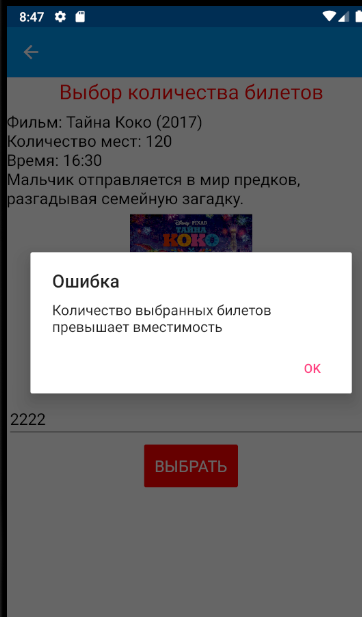 8:47
Выбор количества билетов
Фильм: Тайна Коко (2017)
Количество мест: 120
Время: 16:30
Мальчик отправляется в мир предков,
разгадывая семейную загадку.
Disney PIXAR
ТАЙНА
КОКО
Ошибка
Количество выбранных билетов
превышает вместимость
ОК
2222
ВЫБРАТЬ